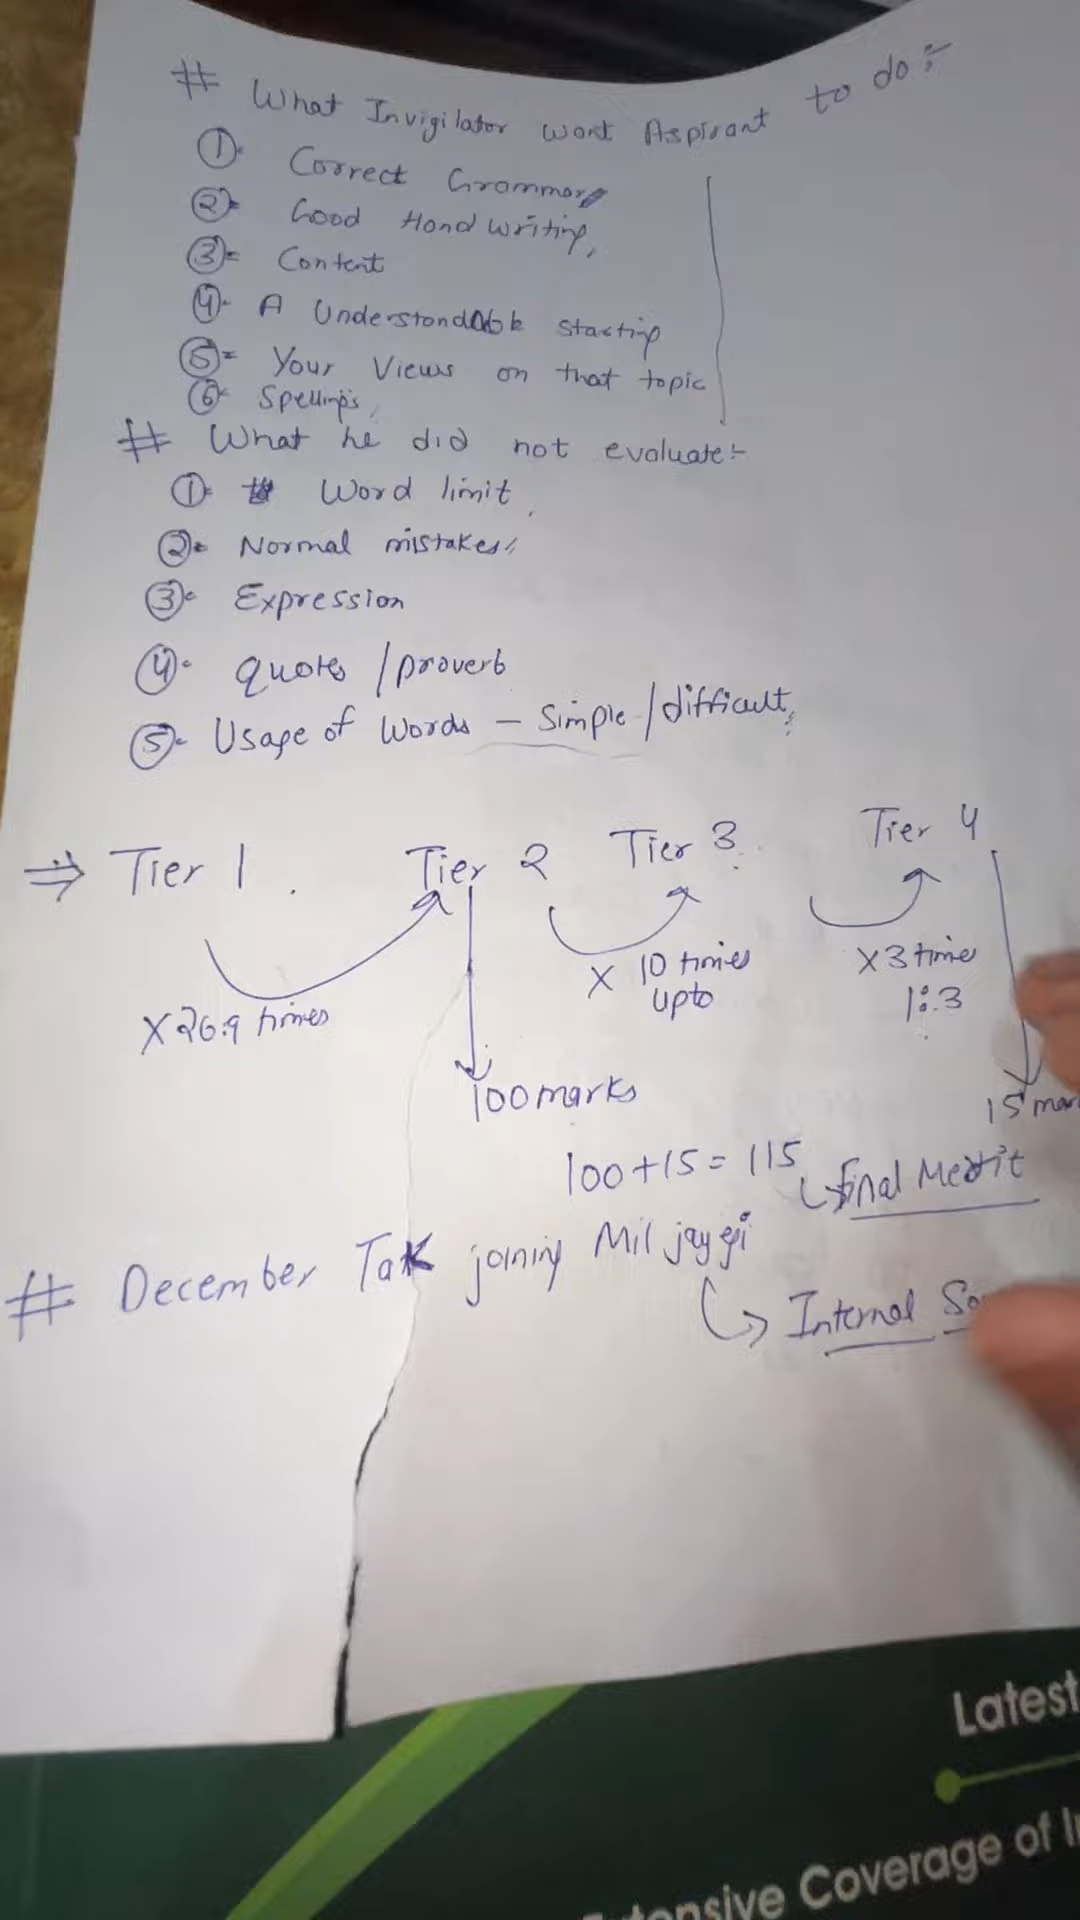 # What Invigilator want Aspirant to do :-
① Correct Grammar
② Good Hand writing,
③ Content
④ A Understandable starting
⑤ Your Views on that topic
⑥ Spellings,
# What he did not evaluate :-
① Word limit,
② Normal mistakes,
③ Expression
④ quotes / proverb
⑤ Usage of Words – Simple / difficult,
⇒ Tier 1. Tier 2 Tier 3. Tier 4
X 26.9 times X 10 times upto X 3 times 1:3
100 marks 15
100+15 = 115 final Merit
# December Tak joining Mil jaygi
Internal
Latest
Coverage of